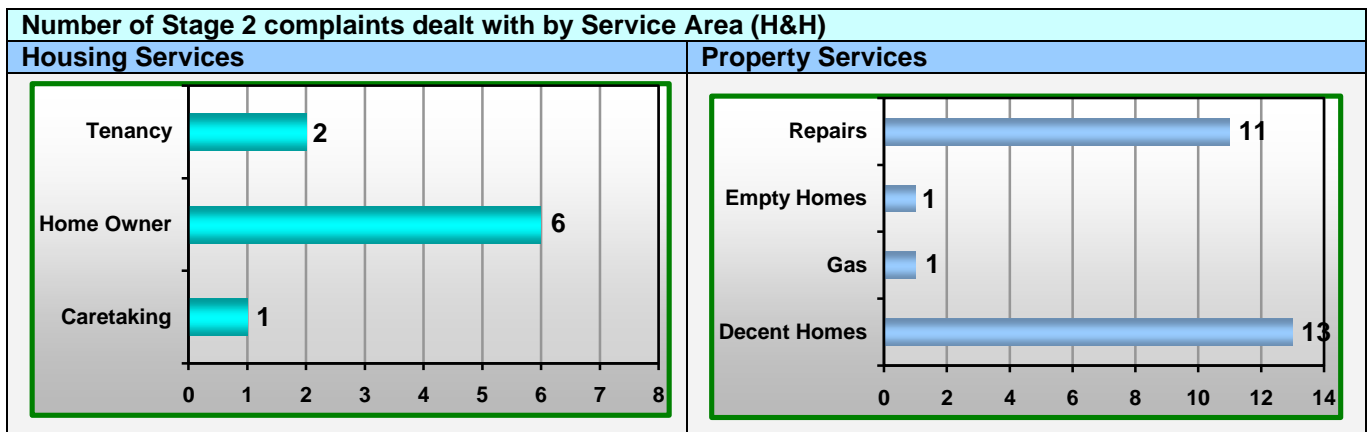 Number of Stage 2 complaints dealt with by Service Area (H&H)
Housing Services
Tenancy 2
Home Owner 6
Caretaking 1
0 1 2 3 4 5 6 7 8
Property Services
Repairs 11
Empty Homes 1
Gas 1
Decent Homes 13
0 2 4 6 8 10 12 14